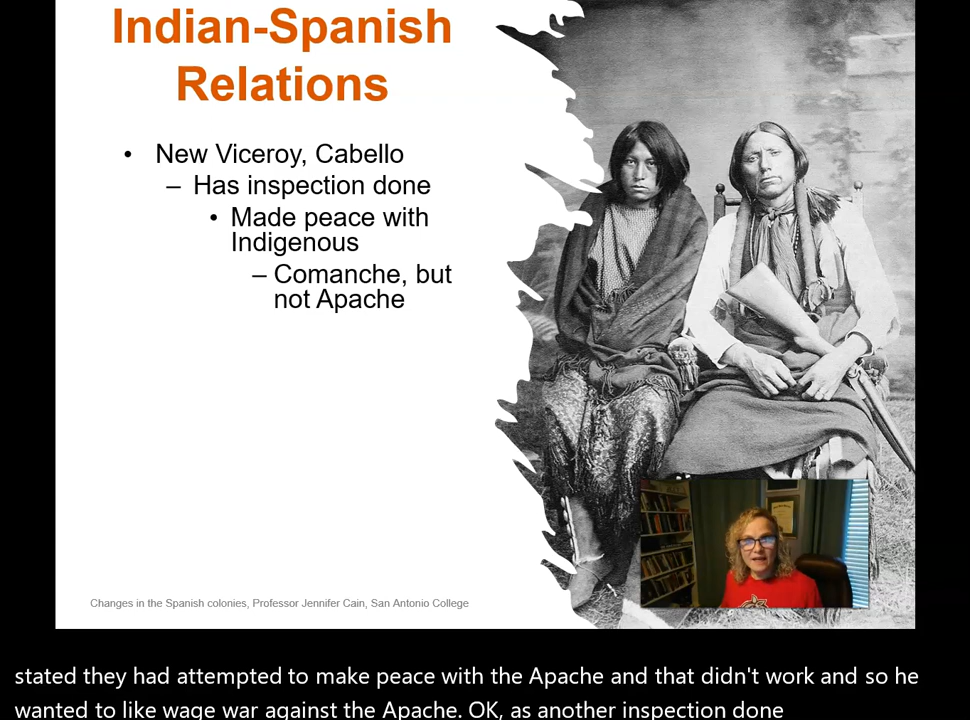 Indian-Spanish
Relations
• New Viceroy, Cabello
– Has inspection done
• Made peace with
Indigenous
– Comanche, but
not Apache
Changes in the Spanish colonies, Professor Jennifer Cain, San Antonio College
stated they had attempted to make peace with the Apache and that didn't work and so he
wanted to like wage war against the Apache. OK, as another inspection done